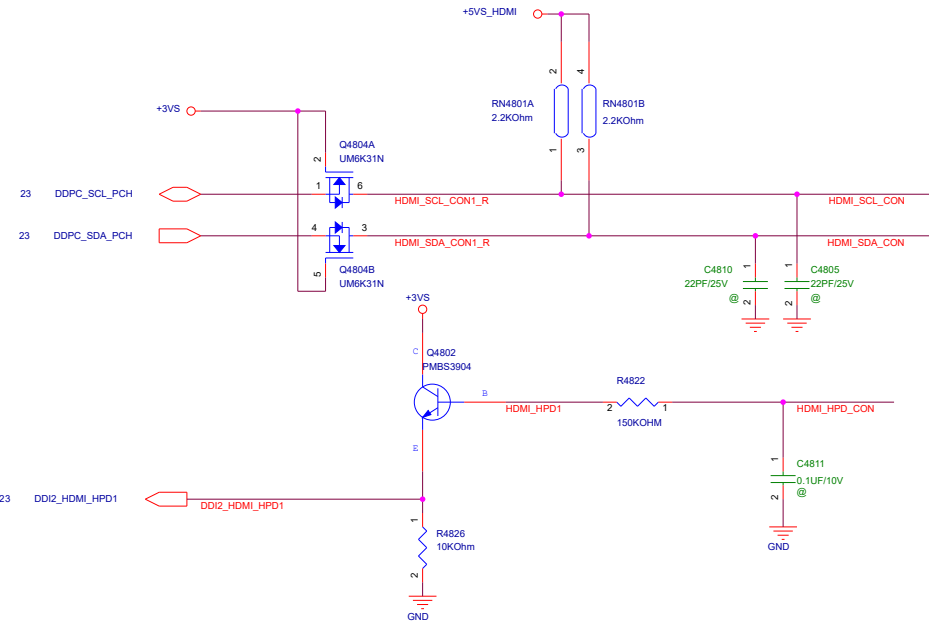 +5VS_HDMI
2
4
RN4801A
2.2KOhm
RN4801B
2.2KOhm
1
3
+3VS
Q4804A
UM6K31N
2
23 DDPC_SCL_PCH
1
6
HDMI_SCL_CON1_R
HDMI_SCL_CON
23 DDPC_SDA_PCH
4
3
HDMI_SDA_CON1_R
HDMI_SDA_CON
5
Q4804B
UM6K31N
C4810
22PF/25V
@
1
2
C4805
22PF/25V
@
1
2
+3VS
C
Q4802
PMBS3904
B
HDMI_HPD1
R4822
2
1
150KOHM
HDMI_HPD_CON
E
C4811
0.1UF/10V
@
1
2
GND
23 DDI2_HDMI_HPD1
DDI2_HDMI_HPD1
1
R4826
10KOhm
2
GND